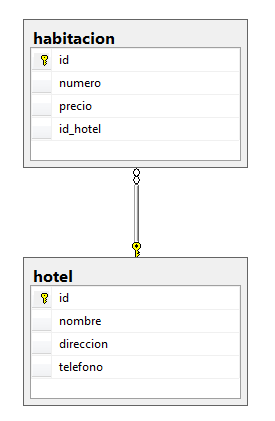 habitacion
id
numero
precio
id_hotel
hotel
id
nombre
direccion
telefono